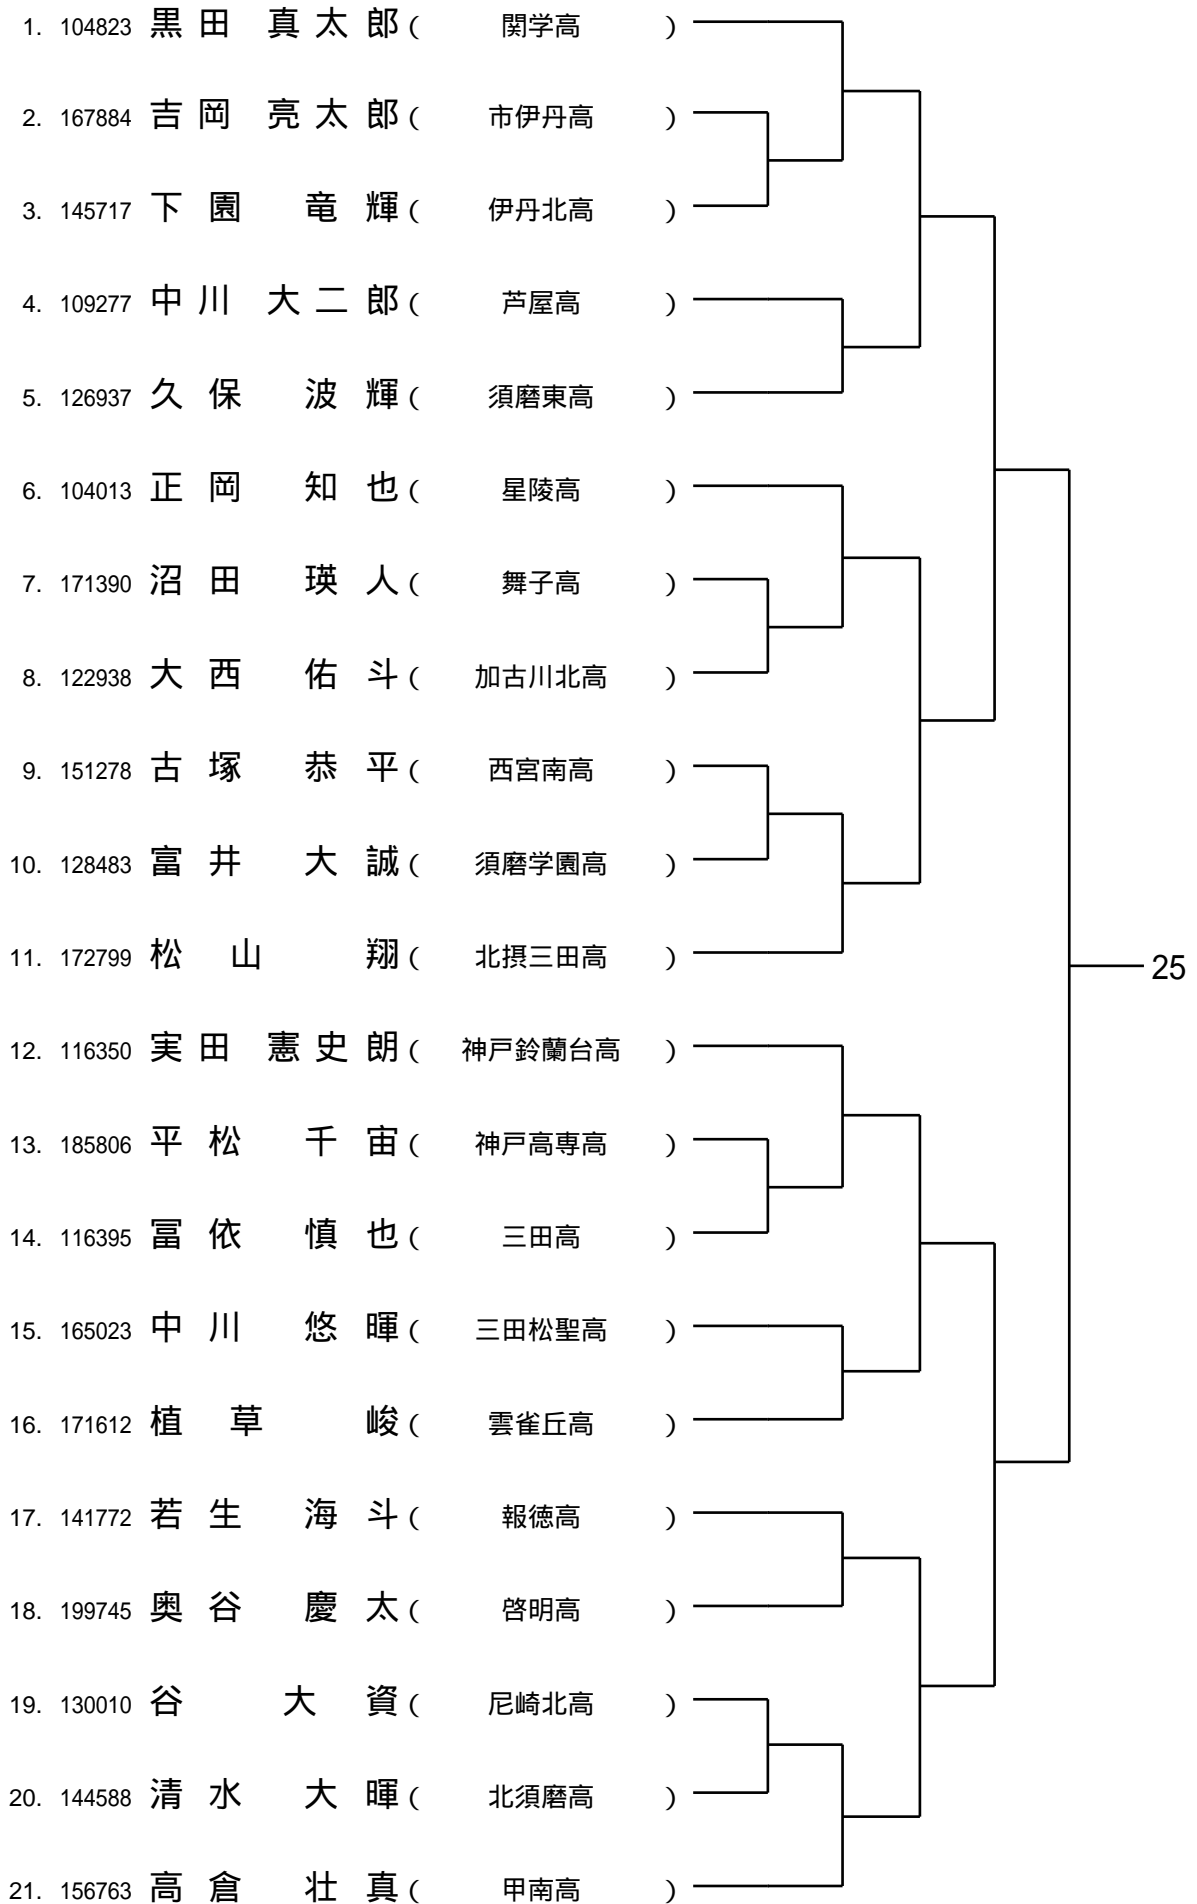 1. 104823 黒田 真太郎 ( 関学高 )
2. 167884 吉岡 亮太郎 ( 市伊丹高 )
3. 145717 下園 竜輝 ( 伊丹北高 )
4. 109277 中川 大二郎 ( 芦屋高 )
5. 126937 久保 波輝 ( 須磨東高 )
6. 104013 正岡 知也 ( 星陵高 )
7. 171390 沼田 瑛人 ( 舞子高 )
8. 122938 大西 佑斗 ( 加古川北高 )
9. 151278 古塚 恭平 ( 西宮南高 )
10. 128483 富井 大誠 ( 須磨学園高 )
11. 172799 松山 翔 ( 北摂三田高 )
25
12. 116350 実田 憲史朗 ( 神戸鈴蘭台高 )
13. 185806 平松 千宙 ( 神戸高専高 )
14. 116395 冨依 慎也 ( 三田高 )
15. 165023 中川 悠暉 ( 三田松聖高 )
16. 171612 植草 峻 ( 雲雀丘高 )
17. 141772 若生 海斗 ( 報徳高 )
18. 199745 奥谷 慶太 ( 啓明高 )
19. 130010 谷 大資 ( 尼崎北高 )
20. 144588 清水 大暉 ( 北須磨高 )
21. 156763 高倉 壮真 ( 甲南高 )